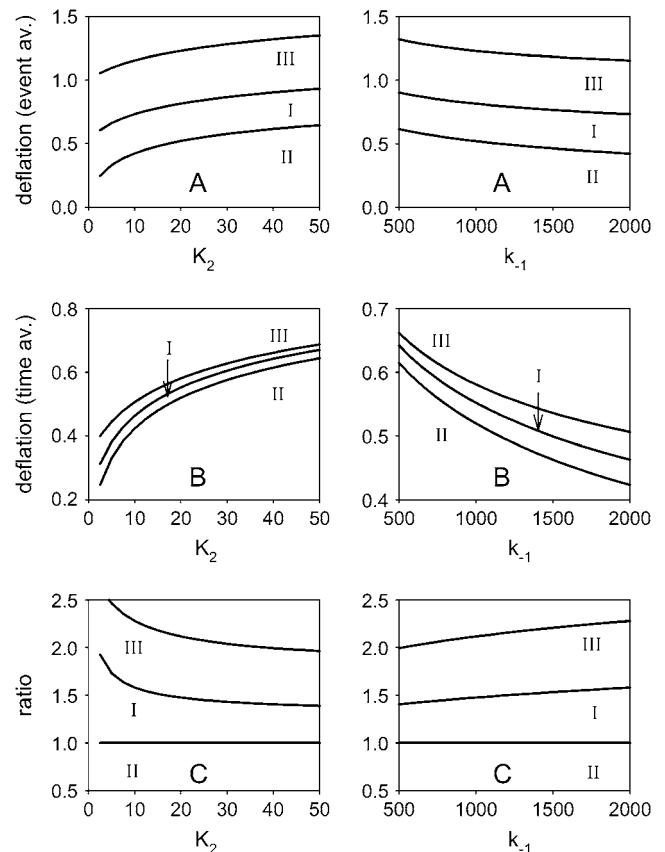 deflation (event av.)
1.5
1.0
0.5
0.0
III
I
II
A
0 10 20 30 40 50
K2
1.5
1.0
0.5
0.0
III
I
II
A
500 1000 1500 2000
k-1
deflation (time av.)
0.8
0.6
0.4
0.2
I
III
II
B
0 10 20 30 40 50
K2
0.7
0.6
0.5
0.4
III
I
II
B
500 1000 1500 2000
k-1
ratio
2.5
2.0
1.5
1.0
0.5
III
I
II
C
0 10 20 30 40 50
K2
2.5
2.0
1.5
1.0
0.5
III
I
II
C
500 1000 1500 2000
k-1